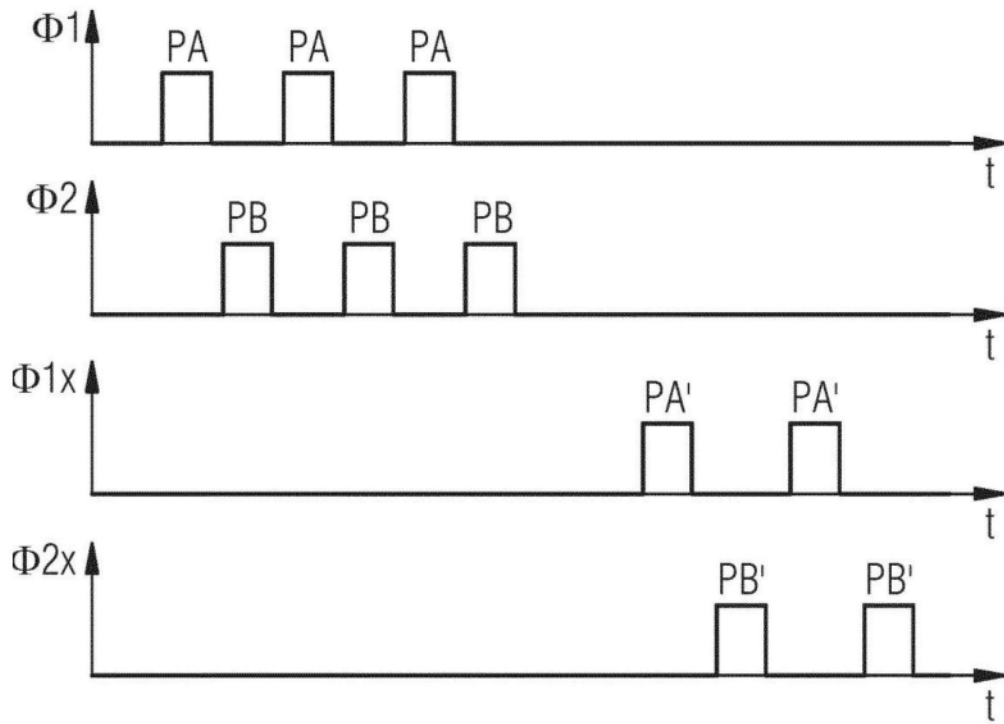 Φ1 PA PA PA
t
Φ2 PB PB PB
t
Φ1x PA' PA'
t
Φ2x PB' PB'
t